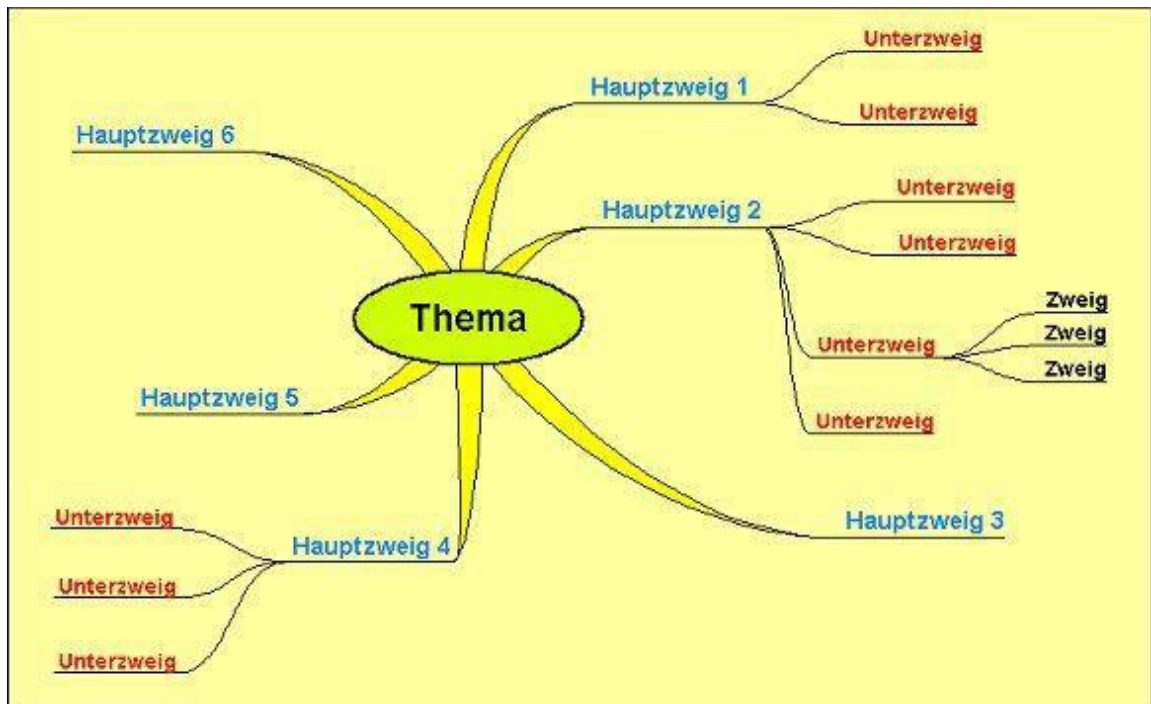 Thema
Hauptzweig 1
Unterzweig
Unterzweig
Hauptzweig 2
Unterzweig
Unterzweig
Unterzweig
Zweig
Zweig
Zweig
Unterzweig
Hauptzweig 3
Hauptzweig 4
Unterzweig
Unterzweig
Unterzweig
Hauptzweig 5
Hauptzweig 6